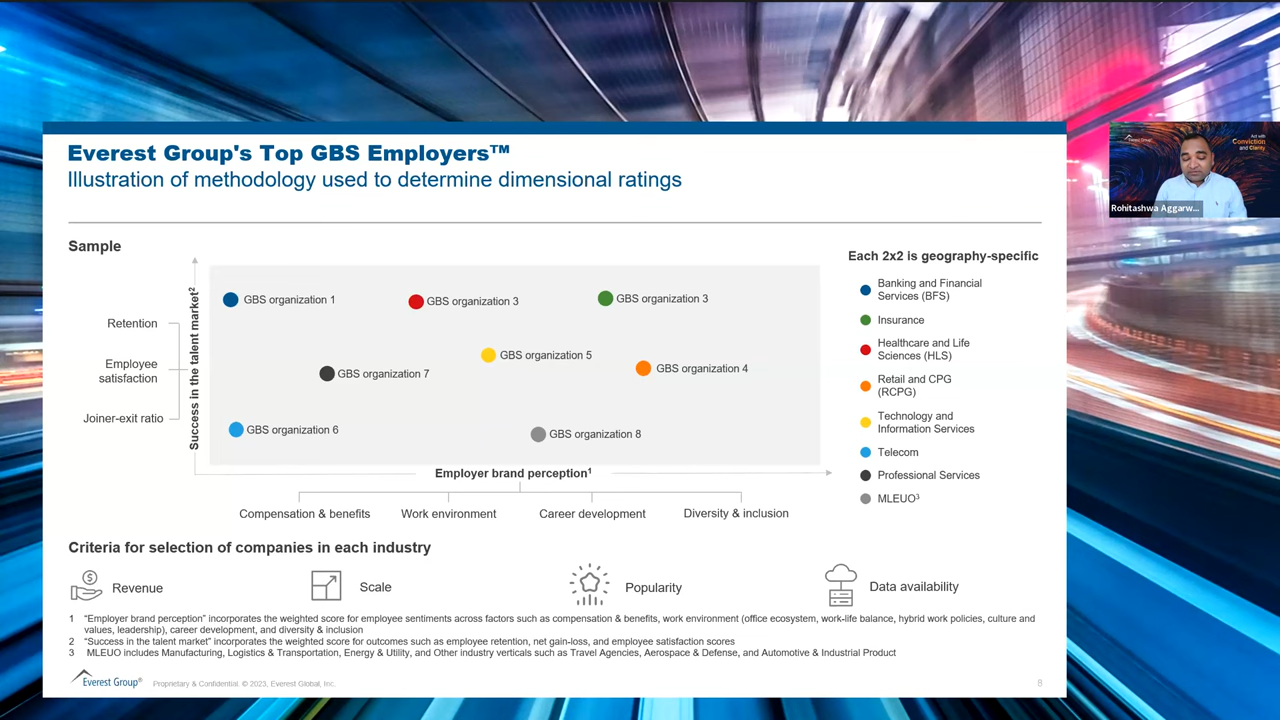 Everest Group's Top GBS Employers™
Illustration of methodology used to determine dimensional ratings
Sample
Success in the talent market²
Retention
Employee
satisfaction
Joiner-exit ratio
GBS organization 1
GBS organization 3
GBS organization 3
GBS organization 5
GBS organization 4
GBS organization 7
GBS organization 6
GBS organization 8
Employer brand perception¹
Compensation & benefits
Work environment
Career development
Diversity & inclusion
Each 2x2 is geography-specific
Banking and Financial
Services (BFS)
Insurance
Healthcare and Life
Sciences (HLS)
Retail and CPG
(RCPG)
Technology and
Information Services
Telecom
Professional Services
MLEUO³
Criteria for selection of companies in each industry
Revenue
Scale
Popularity
Data availability
1 "Employer brand perception" incorporates the weighted score for employee sentiments across factors such as compensation & benefits, work environment (office ecosystem, work-life balance, hybrid work policies, culture and
values, leadership), career development, and diversity & inclusion
2 "Success in the talent market" incorporates the weighted score for outcomes such as employee retention, net gain-loss, and employee satisfaction scores
3 MLEUO includes Manufacturing, Logistics & Transportation, Energy & Utility, and Other industry verticals such as Travel Agencies, Aerospace & Defense, and Automotive & Industrial Product
Everest Group®
Proprietary & Confidential. © 2023, Everest Global, Inc.
8
Everest Group
Act with
Conviction
and Clarity
Rohitashwa Aggarw...